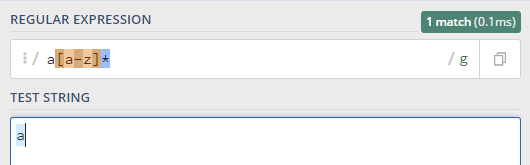 REGULAR EXPRESSION
1 match (0.1ms)
/ a[a-z]* / g
TEST STRING
a